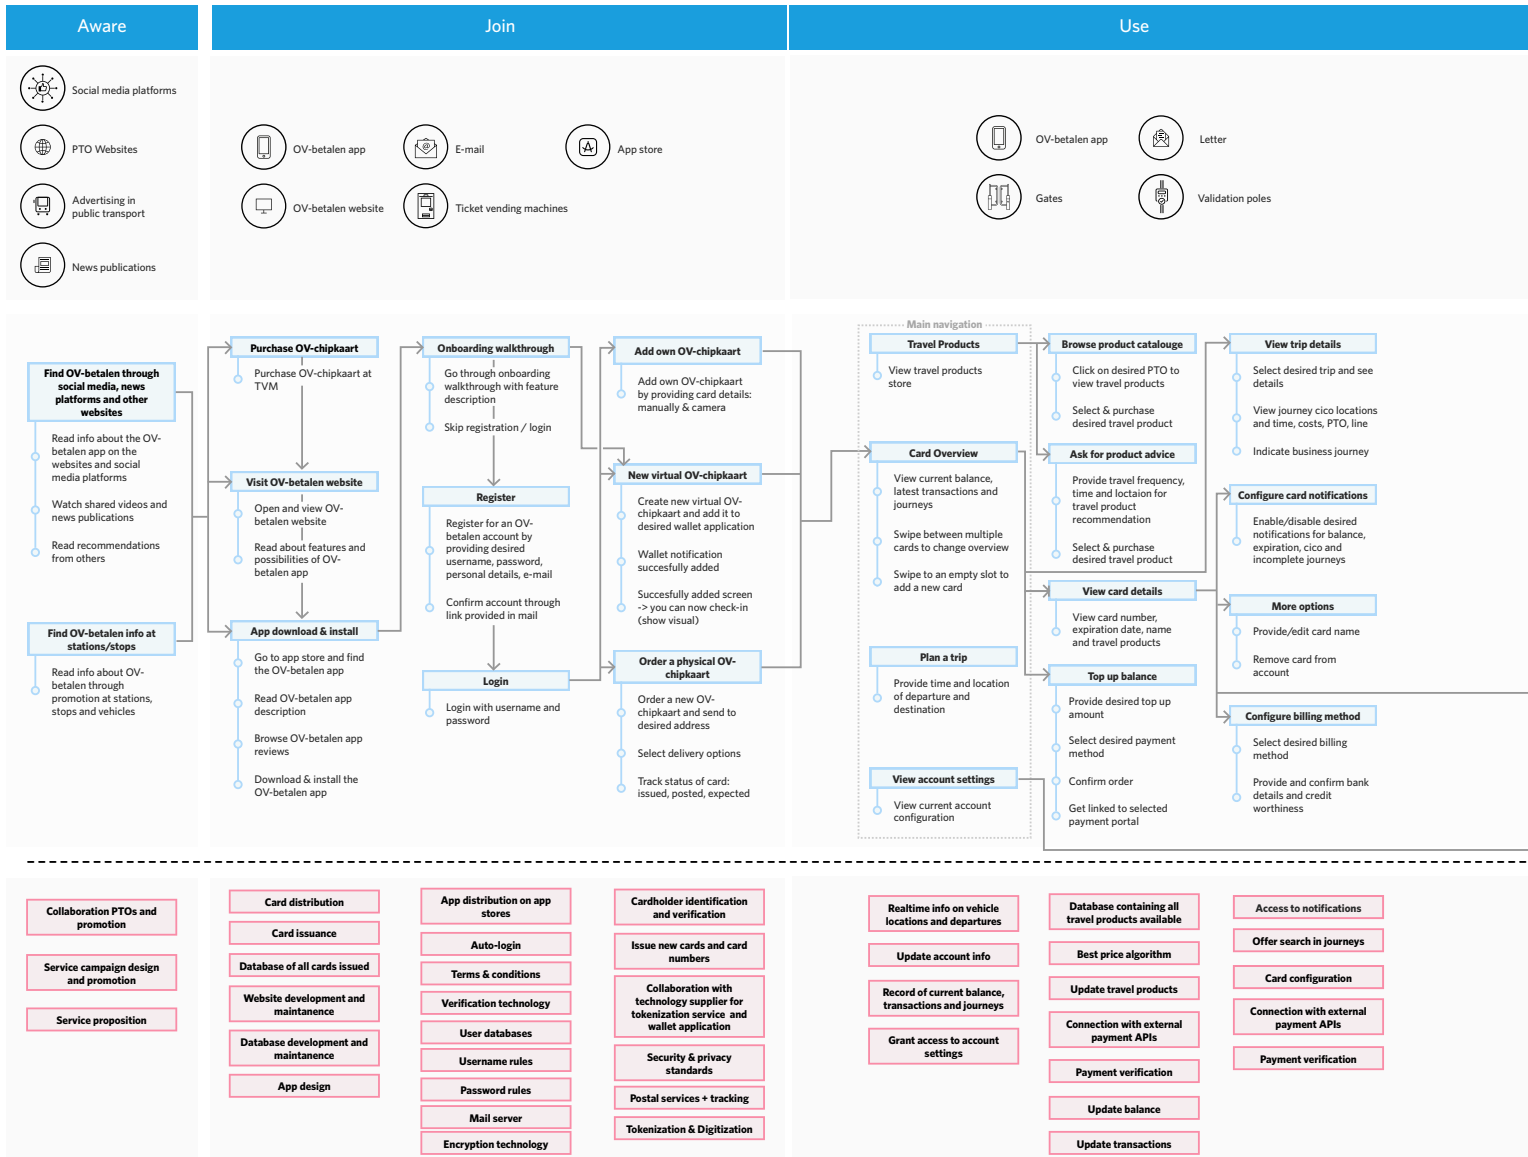 Aware
Join
Use
Social media platforms
PTO Websites
Advertising in
public transport
News publications
OV-betalen app
E-mail
App store
OV-betalen website
Ticket vending machines
OV-betalen app
Letter
Gates
Validation poles
Find OV-betalen through
social media, news
platforms and other
websites
Read info about the OV-
betalen app on the
websites and social
media platforms
Watch shared videos and
news publications
Read recommendations
from others
Find OV-betalen info at
stations/stops
Read info about OV-
betalen through
promotion at stations,
stops and vehicles
Purchase OV-chipkaart
Purchase OV-chipkaart at
TVM
Visit OV-betalen website
Open and view OV-
betalen website
Read about features and
possibilities of OV-
betalen app
App download & install
Go to app store and find
the OV-betalen app
Read OV-betalen app
description
Browse OV-betalen app
reviews
Download & install the
OV-betalen app
Onboarding walkthrough
Go through onboarding
walkthrough with feature
description
Skip registration / login
Register
Register for an OV-
betalen account by
providing desired
username, password,
personal details, e-mail
Confirm account through
link provided in mail
Login
Login with username and
password
Add own OV-chipkaart
Add own OV-chipkaart
by providing card details:
manually & camera
New virtual OV-chipkaart
Create new virtual OV-
chipkaart and add it to
desired wallet application
Wallet notification
succesfully added
Succesfully added screen
-> you can now check-in
(show visual)
Order a physical OV-
chipkaart
Order a new OV-
chipkaart and send to
desired address
Select delivery options
Track status of card:
issued, posted, expected
Main navigation
Travel Products
View travel products
store
Card Overview
View current balance,
latest transactions and
journeys
Swipe between multiple
cards to change overview
Swipe to an empty slot to
add a new card
Plan a trip
Provide time and location
of departure and
destination
View account settings
View current account
configuration
Browse product catalouge
Click on desired PTO to
view travel products
Select & purchase
desired travel product
Ask for product advice
Provide travel frequency,
time and loctaion for
travel product
recommendation
Select & purchase
desired travel product
View card details
View card number,
expiration date, name
and travel products
Top up balance
Provide desired top up
amount
Select desired payment
method
Confirm order
Get linked to selected
payment portal
View trip details
Select desired trip and see
details
View journey cico locations
and time, costs, PTO, line
Indicate business journey
Configure card notifications
Enable/disable desired
notifications for balance,
expiration, cico and
incomplete journeys
More options
Provide/edit card name
Remove card from
account
Configure billing method
Select desired billing
method
Provide and confirm bank
details and credit
worthiness
Collaboration PTOs and
promotion
Service campaign design
and promotion
Service proposition
Card distribution
Card issuance
Database of all cards issued
Website development and
maintanence
Database development and
maintanence
App design
App distribution on app
stores
Auto-login
Terms & conditions
Verification technology
User databases
Username rules
Password rules
Mail server
Encryption technology
Cardholder identification
and verification
Issue new cards and card
numbers
Collaboration with
technology supplier for
tokenization service and
wallet application
Security & privacy
standards
Postal services + tracking
Tokenization & Digitization
Realtime info on vehicle
locations and departures
Update account info
Record of current balance,
transactions and journeys
Grant access to account
settings
Database containing all
travel products available
Best price algorithm
Update travel products
Connection with external
payment APIs
Payment verification
Update balance
Update transactions
Access to notifications
Offer search in journeys
Card configuration
Connection with external
payment APIs
Payment verification